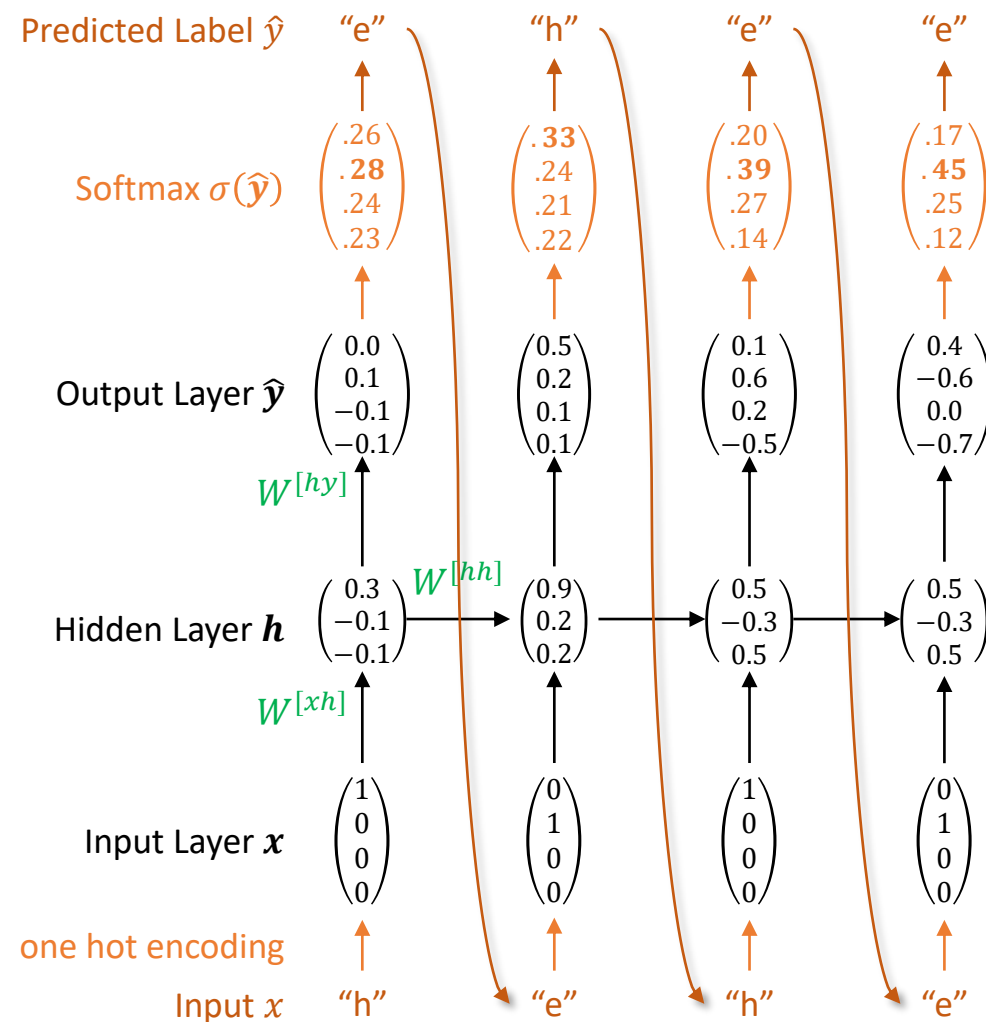 Predicted Label ŷ “e” “h” “e” “e”
Softmax σ(ŷ)
.26 .33 .20 .17
.28 .24 .39 .45
.24 .21 .27 .25
.23 .22 .14 .12
Output Layer ŷ
0.0 0.5 0.1 0.4
0.1 0.2 0.6 −0.6
−0.1 0.1 0.2 0.0
−0.1 0.1 −0.5 −0.7
W^[hy]
W^[hh]
Hidden Layer h
0.3 0.9 0.5 0.5
−0.1 0.2 −0.3 −0.3
−0.1 0.2 0.5 0.5
W^[xh]
Input Layer x
1 0 1 0
0 1 0 1
0 0 0 0
0 0 0 0
one hot encoding
Input x “h” “e” “h” “e”